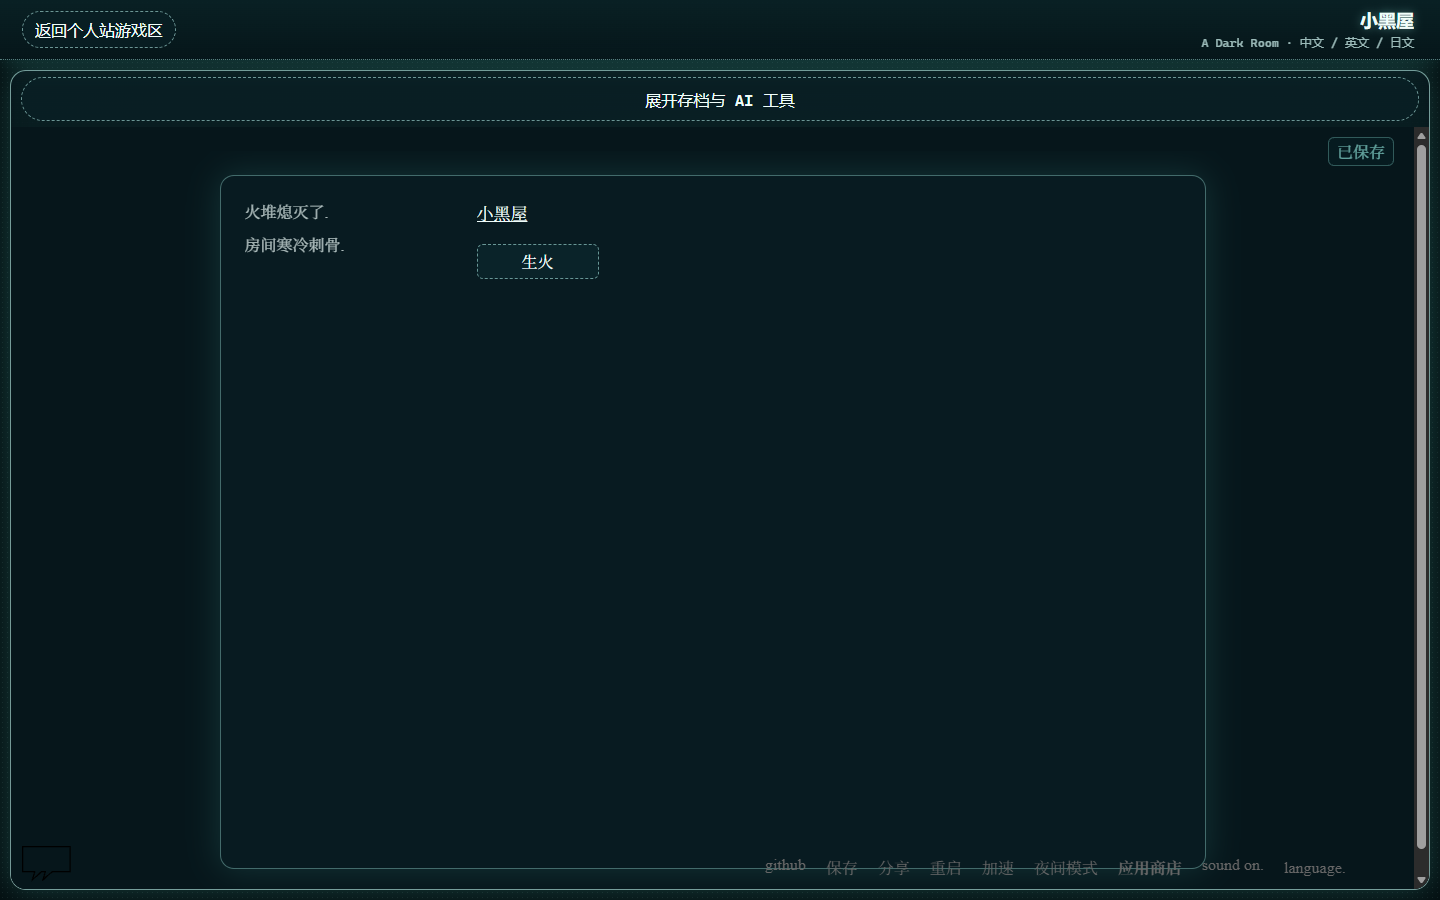 返回个人站游戏区
小黑屋
A Dark Room · 中文 / 英文 / 日文
展开存档与 AI 工具
已保存
火堆熄灭了.
房间寒冷刺骨.
小黑屋
生火
github 保存 分享 重启 加速 夜间模式 应用商店 sound on. language.